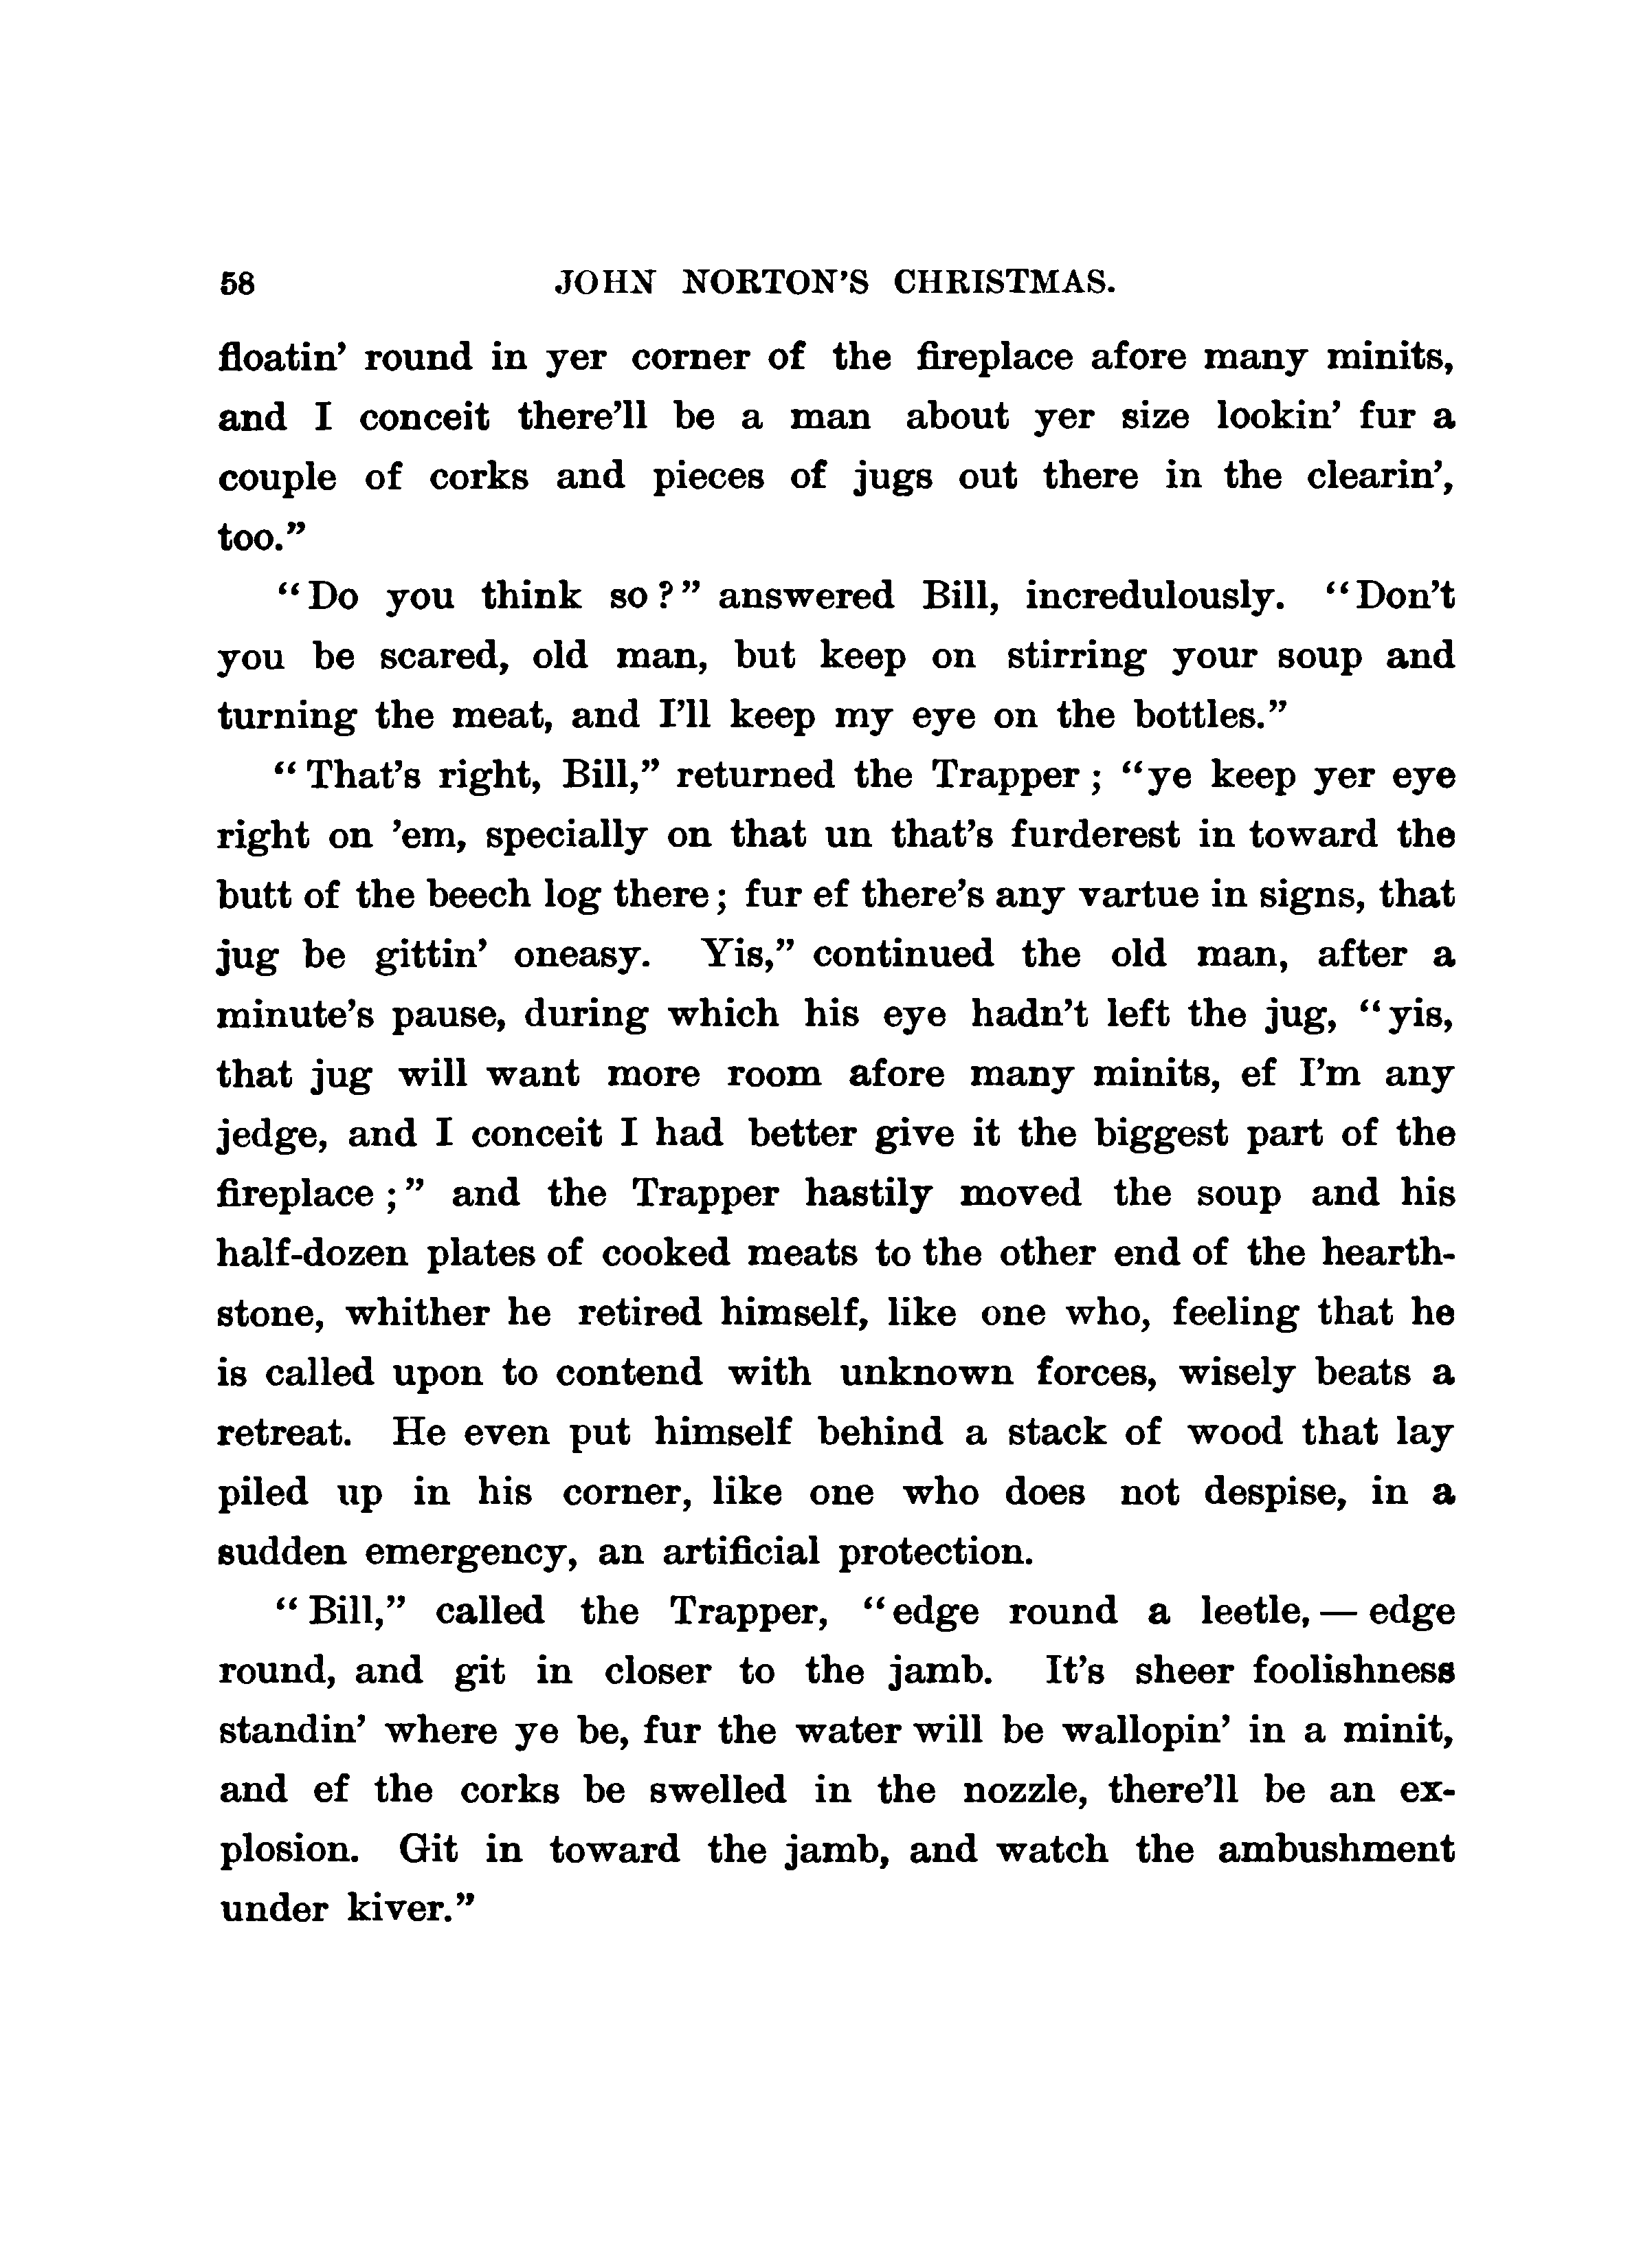 58 JOHN NORTON'S CHRISTMAS.
floatin' round in yer corner of the fireplace afore many minits,
and I conceit there'll be a man about yer size lookin' fur a
couple of corks and pieces of jugs out there in the clearin',
too.”
“Do you think so?” answered Bill, incredulously. “Don't
you be scared, old man, but keep on stirring your soup and
turning the meat, and I'll keep my eye on the bottles.”
“That's right, Bill,” returned the Trapper; “ye keep yer eye
right on 'em, specially on that un that's furderest in toward the
butt of the beech log there; fur ef there's any vartue in signs, that
jug be gittin' oneasy. Yis,” continued the old man, after a
minute's pause, during which his eye hadn't left the jug, “yis,
that jug will want more room afore many minits, ef I'm any
jedge, and I conceit I had better give it the biggest part of the
fireplace;” and the Trapper hastily moved the soup and his
half-dozen plates of cooked meats to the other end of the hearth-
stone, whither he retired himself, like one who, feeling that he
is called upon to contend with unknown forces, wisely beats a
retreat. He even put himself behind a stack of wood that lay
piled up in his corner, like one who does not despise, in a
sudden emergency, an artificial protection.
“Bill,” called the Trapper, “edge round a leetle, — edge
round, and git in closer to the jamb. It's sheer foolishness
standin' where ye be, fur the water will be wallopin' in a minit,
and ef the corks be swelled in the nozzle, there'll be an ex-
plosion. Git in toward the jamb, and watch the ambushment
under kiver.”